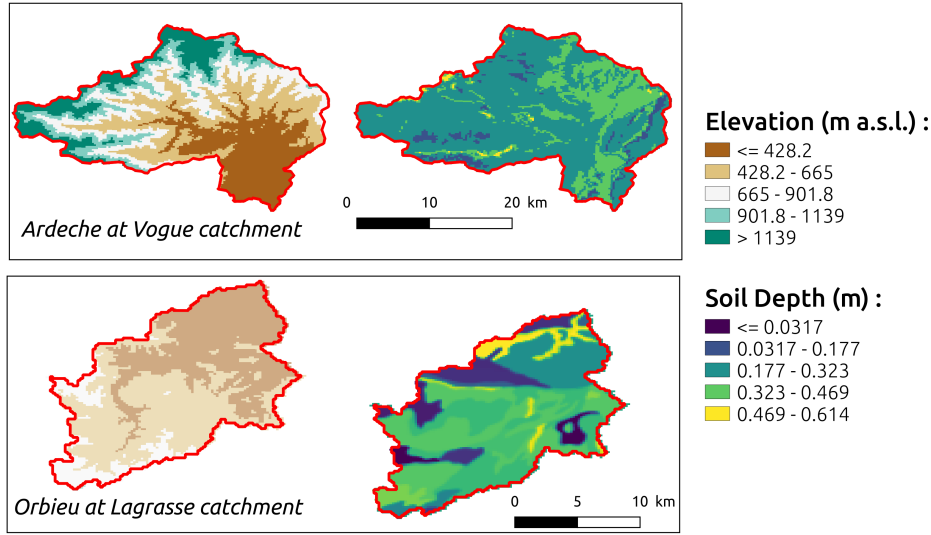 Ardeche at Vogue catchment
0 10 20 km
Elevation (m a.s.l.) :
<= 428.2
428.2 - 665
665 - 901.8
901.8 - 1139
> 1139
Orbieu at Lagrasse catchment
0 5 10 km
Soil Depth (m) :
<= 0.0317
0.0317 - 0.177
0.177 - 0.323
0.323 - 0.469
0.469 - 0.614